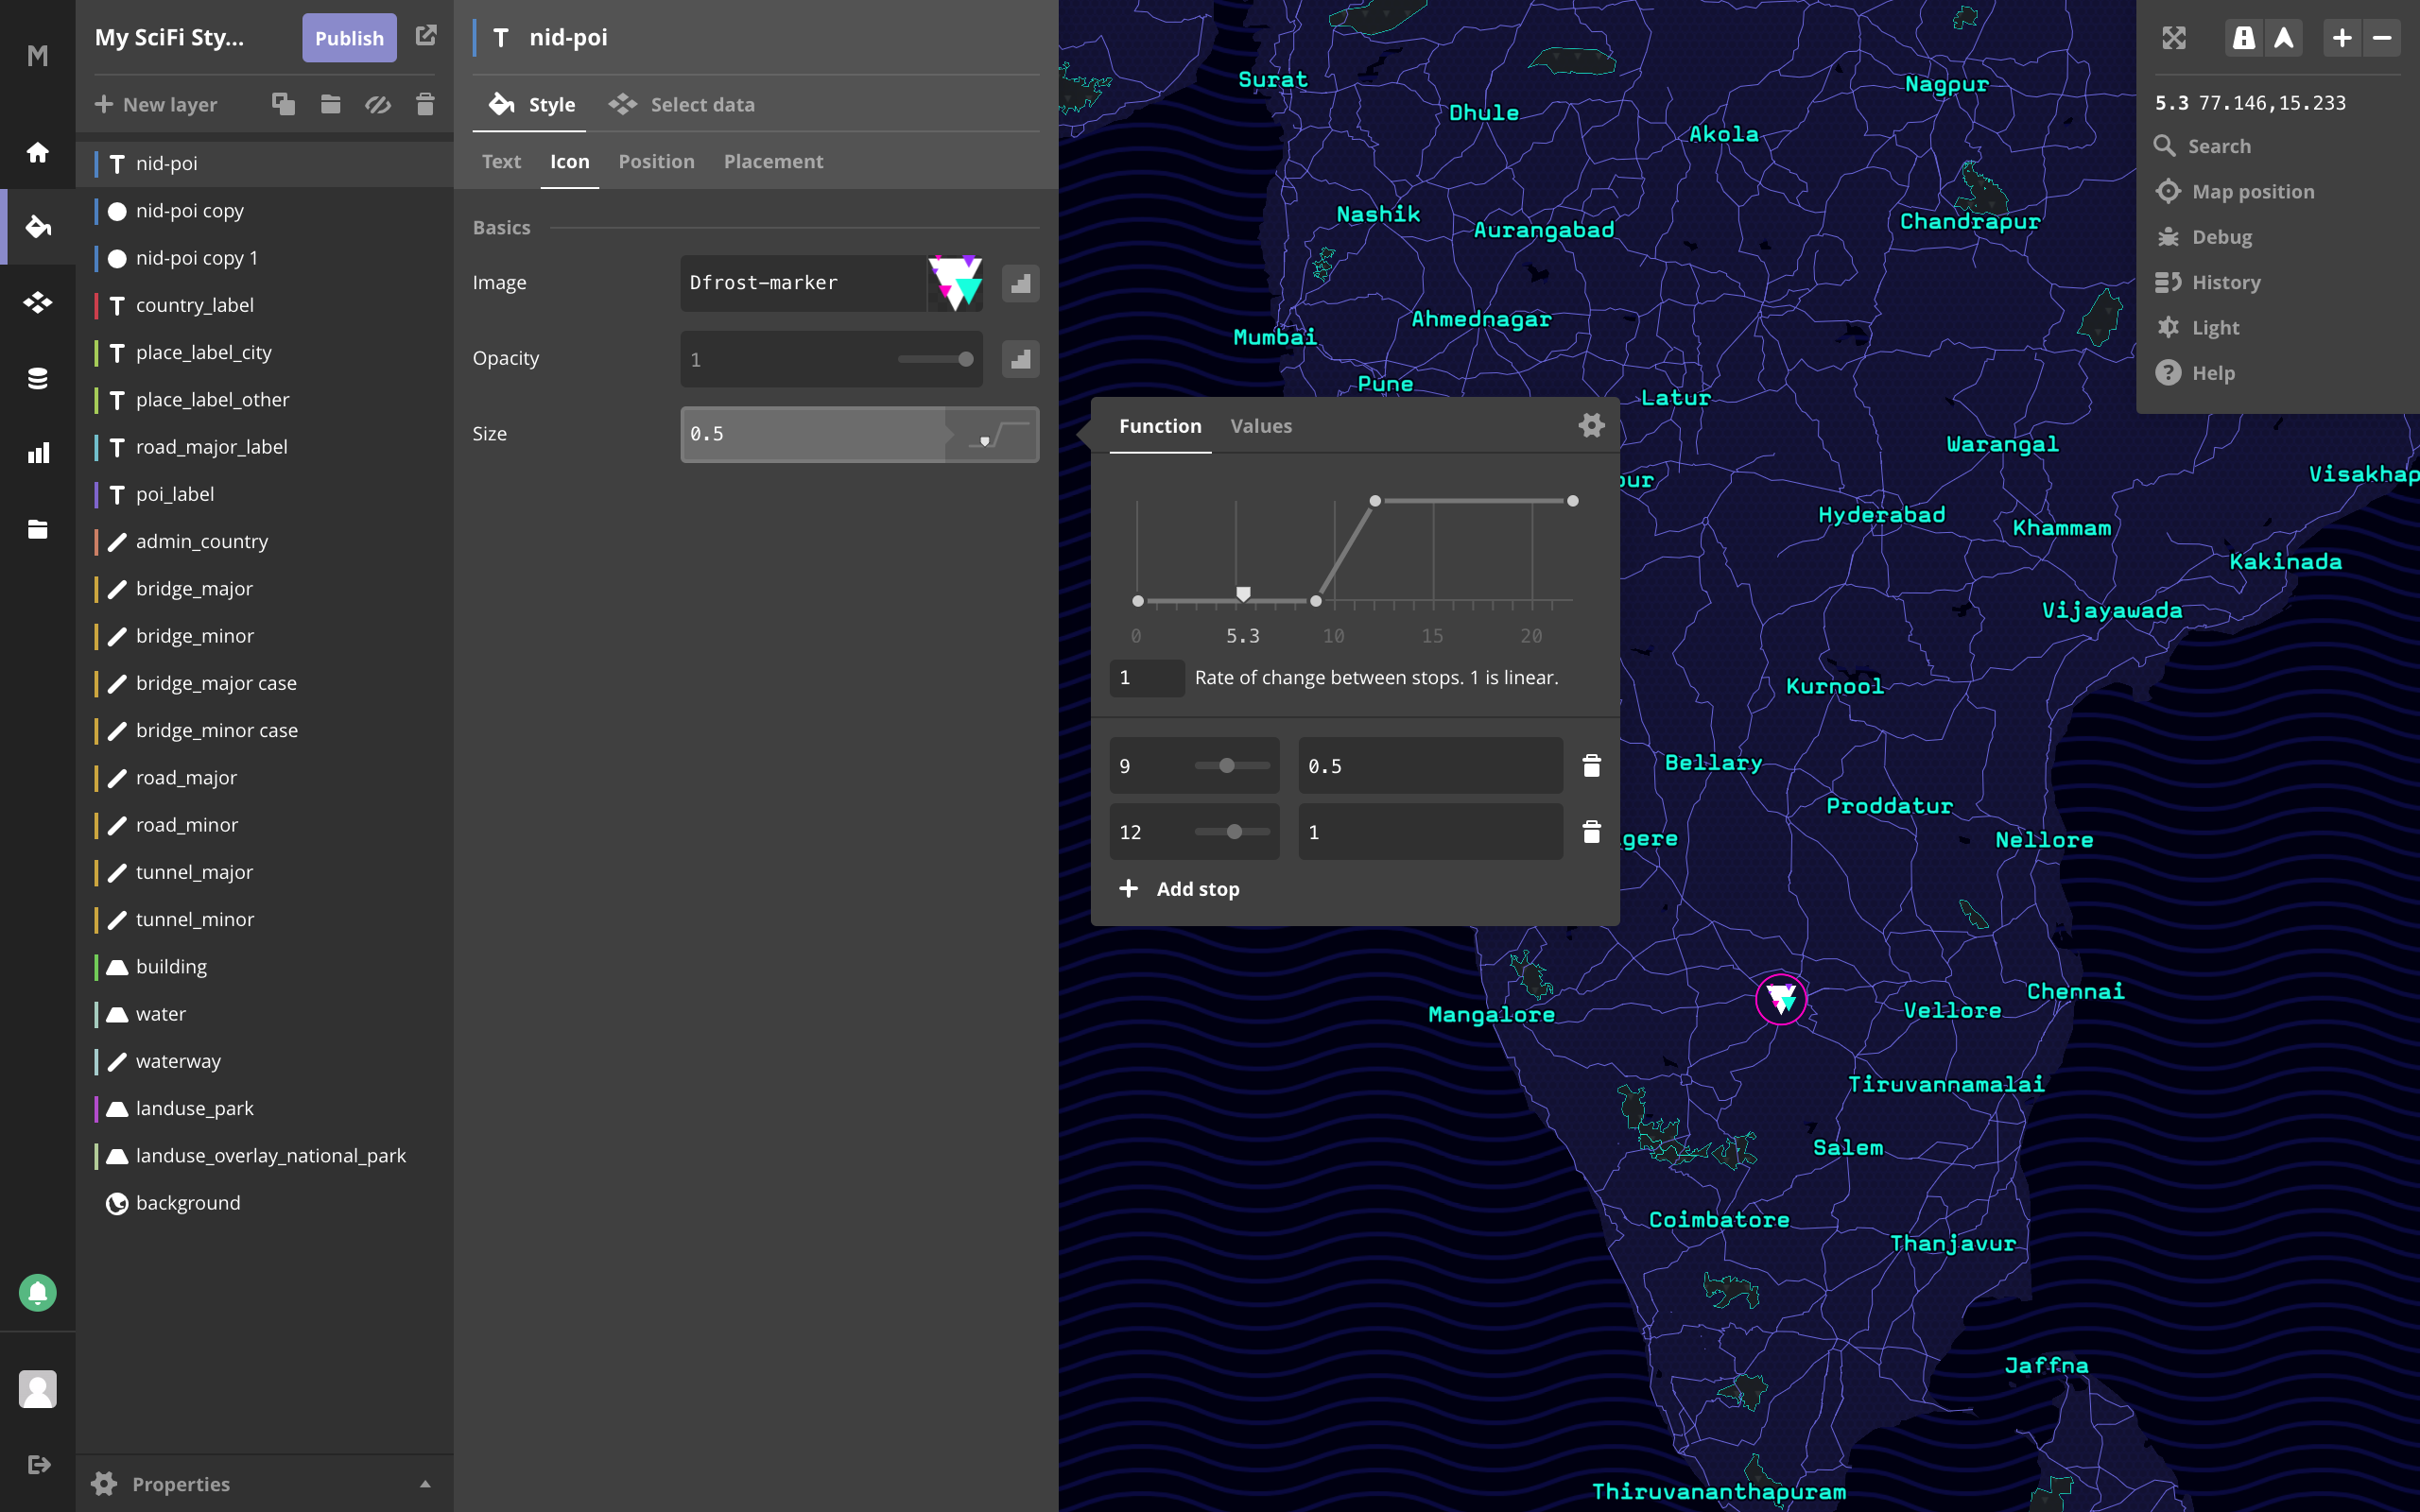 M
My SciFi Sty...
Publish
New layer
nid-poi
nid-poi copy
nid-poi copy 1
country_label
place_label_city
place_label_other
road_major_label
poi_label
admin_country
bridge_major
bridge_minor
bridge_major case
bridge_minor case
road_major
road_minor
tunnel_major
tunnel_minor
building
water
waterway
landuse_park
landuse_overlay_national_park
background
Properties
nid-poi
Style
Select data
Text
Icon
Position
Placement
Basics
Image
Dfrost-marker
Opacity
1
Size
0.5
Function
Values
0
5.3
10
15
20
1
Rate of change between stops. 1 is linear.
9
0.5
12
1
Add stop
5.3 77.146,15.233
Search
Map position
Debug
History
Light
Help
Surat
Dhule
Nagpur
Akola
Nashik
Aurangabad
Chandrapur
Ahmednagar
Mumbai
Pune
Latur
Warangal
Visakhap
ur
Hyderabad
Khammam
Kakinada
Vijayawada
Kurnool
Bellary
Proddatur
gere
Nellore
Mangalore
Vellore
Chennai
Tiruvannamalai
Salem
Coimbatore
Thanjavur
Jaffna
Thiruvananthapuram